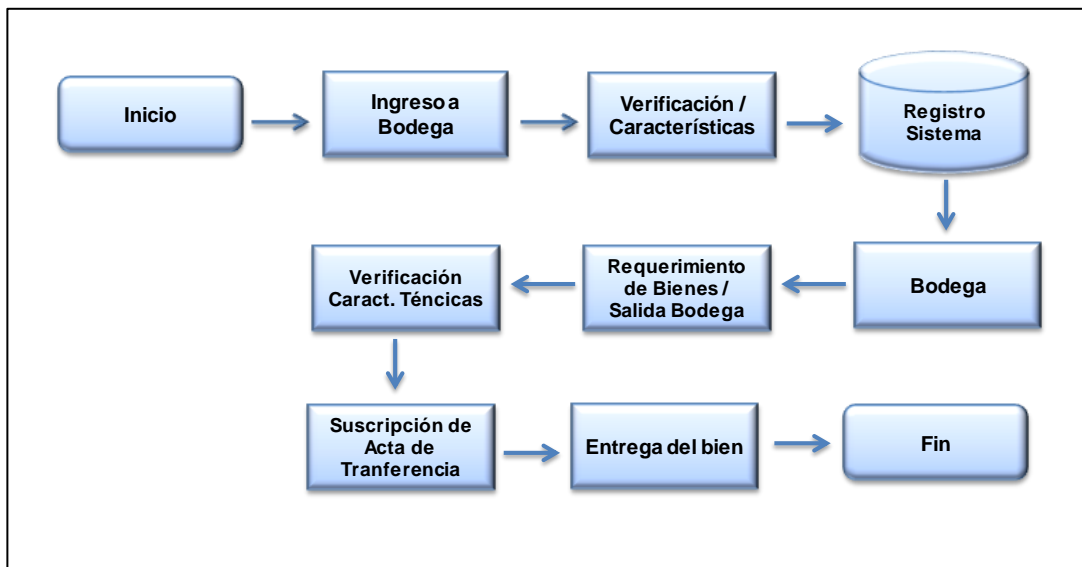 Inicio
Ingreso a
Bodega
Verificación /
Características
Registro
Sistema
Bodega
Requerimiento
de Bienes /
Salida Bodega
Verificación
Caract. Téncicas
Suscripción de
Acta de
Tranferencia
Entrega del bien
Fin